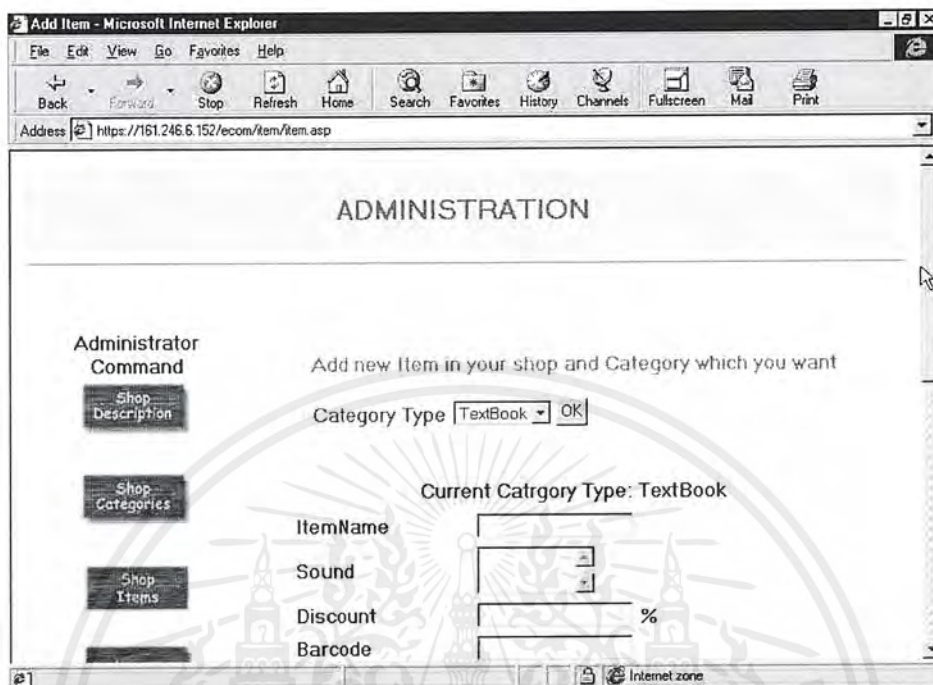 Add Item - Microsoft Internet Explorer
File Edit View Go Favorites Help
Back Forward Stop Refresh Home Search Favorites History Channels Fullscreen Mail Print
Address https://161.246.6.152/ecom/item/item.asp
ADMINISTRATION
Administrator
Command
Shop
Description
Shop
Categories
Shop
Items
Add new Item in your shop and Category which you want
Category Type TextBook OK
Current Catrgory Type: TextBook
ItemName
Sound
Discount %
Barcode
Internet zone